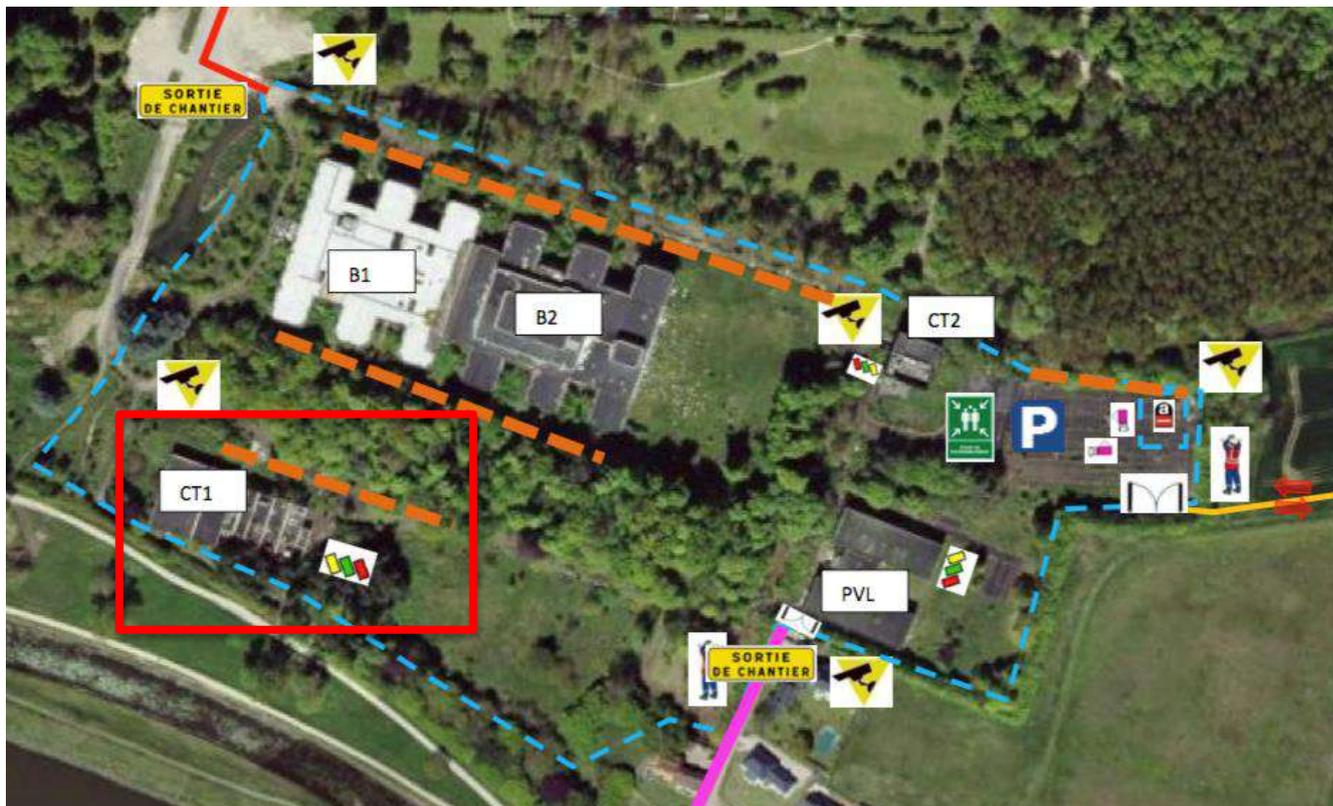 SORTIE
DE CHANTIER
B1
B2
CT2
P
a
CT1
PVL
SORTIE
DE CHANTIER